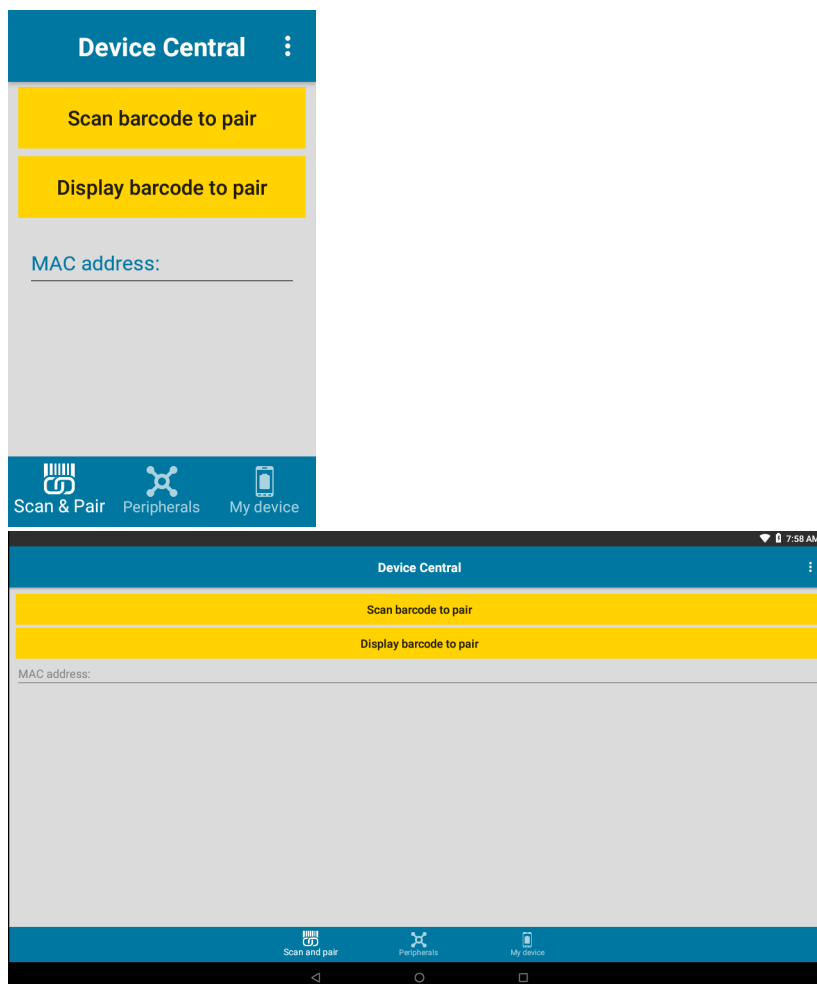 Device Central
Scan barcode to pair
Display barcode to pair
MAC address:
Scan & Pair Peripherals My device
7:58 AM
Device Central
Scan barcode to pair
Display barcode to pair
MAC address:
Scan and pair Peripherals My device